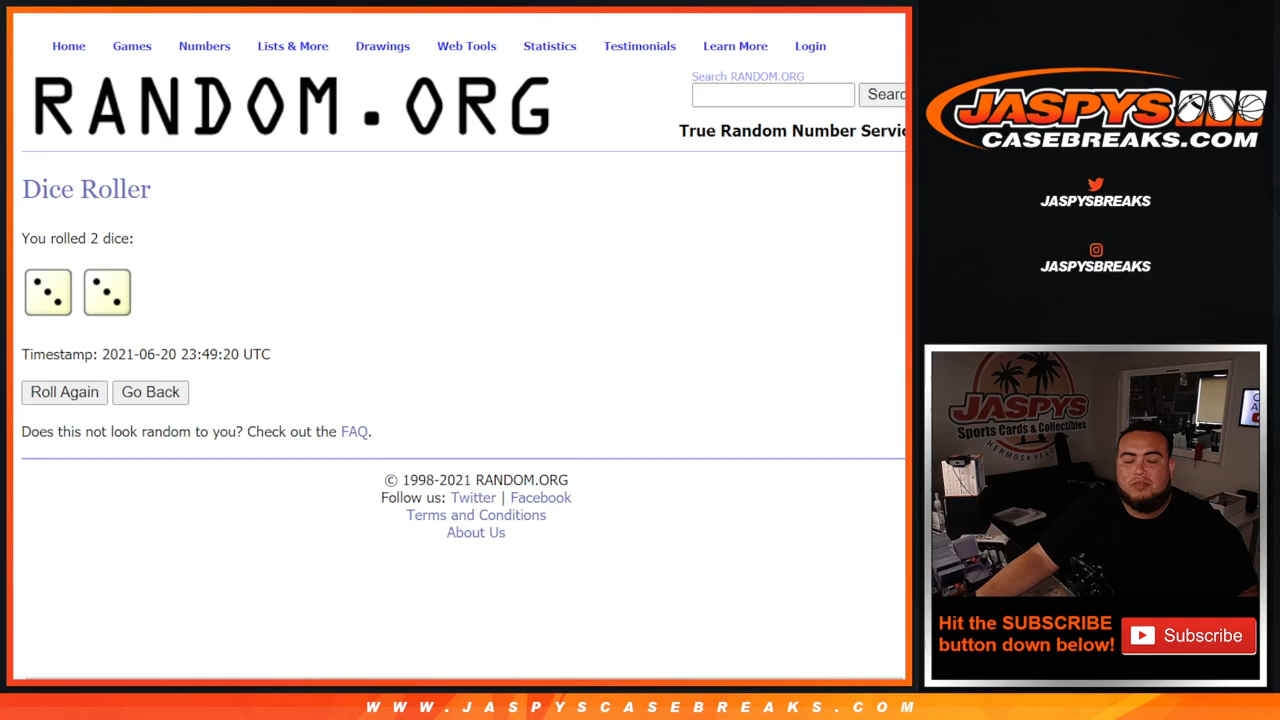 Home Games Numbers Lists & More Drawings Web Tools Statistics Testimonials Learn More Login
RANDOM.ORG
Search RANDOM.ORG
True Random Number
Dice Roller
You rolled 2 dice:
Timestamp: 2021-06-20 23:49:20 UTC
Roll Again Go Back
Does this not look random to you? Check out the FAQ.
© 1998-2021 RANDOM.ORG
Follow us: Twitter | Facebook
Terms and Conditions
About Us
JASPYS
CASEBREAKS.COM
JASPYSBREAKS
JASPYSBREAKS
JASPYS
Sports Cards & Collectibles
HERMOSA BEACH
Hit the SUBSCRIBE
button down below!
Subscribe
WWW.JASPYSCASEBREAKS.COM